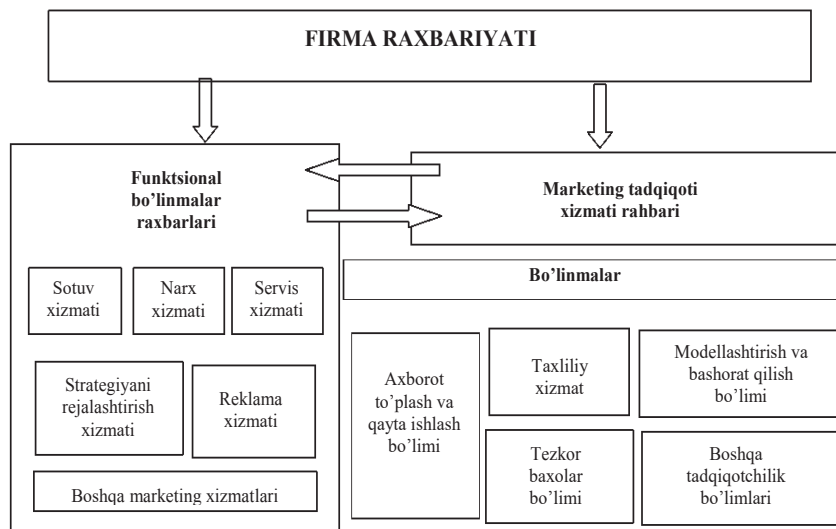 FIRMA RAXBARIYATI
Funktsional
bo’linmalar
raxbarlari
Marketing tadqiqoti
xizmati rahbari
Sotuv
xizmati
Narx
xizmati
Servis
xizmati
Strategiyani
rejalashtirish
xizmati
Reklama
xizmati
Boshqa marketing xizmatlari
Bo’linmalar
Axborot
to’plash va
qayta ishlash
bo’limi
Taxliliy
xizmat
Modellashtirish va
bashorat qilish
bo’limi
Tezkor
baxolar
bo’limi
Boshqa
tadqiqotchilik
bo’limlari